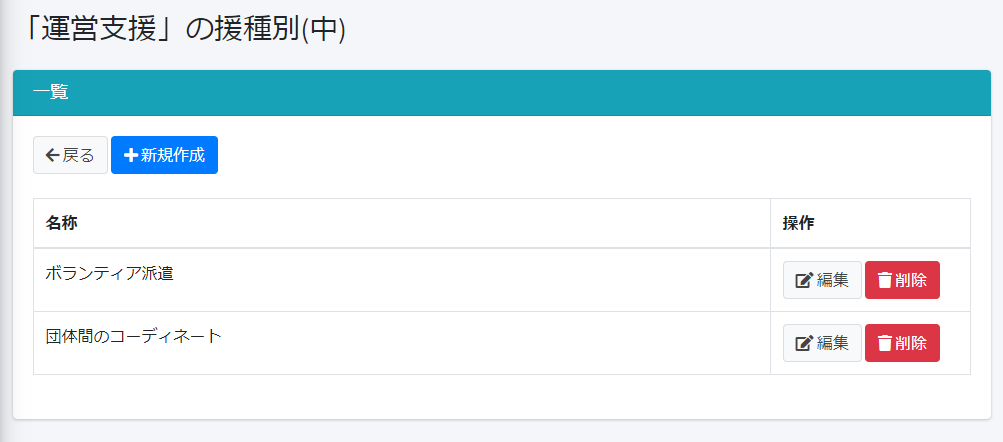 「運営支援」の援種別(中)
一覧
戻る 新規作成
名称 操作
ボランティア派遣 編集 削除
団体間のコーディネート 編集 削除